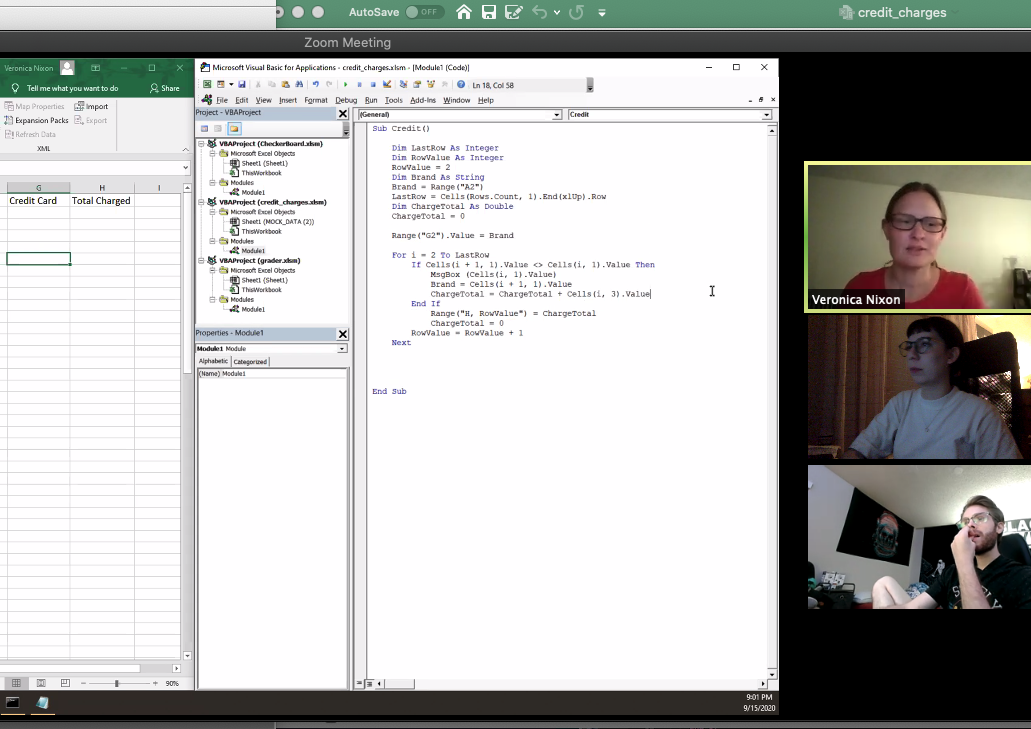 AutoSave OFF
credit_charges
Zoom Meeting
Veronica Nixon
Tell me what you want to do
Share
Map Properties
Import
Expansion Packs
Export
Refresh Data
XML
G H I
Credit Card Total Charged
90%
Microsoft Visual Basic for Applications - credit_charges.xlsm - [Module1 (Code)]
Ln 18, Col 58
File Edit View Insert Format Debug Run Tools Add-Ins Window Help
Project - VBAProject
VBAProject (CheckerBoard.xlsm)
Microsoft Excel Objects
Sheet1 (Sheet1)
ThisWorkbook
Modules
Module1
VBAProject (credit_charges.xlsm)
Microsoft Excel Objects
Sheet1 (MOCK_DATA (2))
ThisWorkbook
Modules
Module1
VBAProject (grader.xlsm)
Microsoft Excel Objects
Sheet1 (Sheet1)
ThisWorkbook
Modules
Module1
Properties - Module1
Module1 Module
Alphabetic Categorized
(Name) Module1
(General) Credit
Sub Credit()
Dim LastRow As Integer
Dim RowValue As Integer
RowValue = 2
Dim Brand As String
Brand = Range("A2")
LastRow = Cells(Rows.Count, 1).End(xlUp).Row
Dim ChargeTotal As Double
ChargeTotal = 0
Range("G2").Value = Brand
For i = 2 To LastRow
If Cells(i + 1, 1).Value <> Cells(i, 1).Value Then
MsgBox (Cells(i, 1).Value)
Brand = Cells(i + 1, 1).Value
ChargeTotal = ChargeTotal + Cells(i, 3).Value
End If
Range("H, RowValue") = ChargeTotal
ChargeTotal = 0
RowValue = RowValue + 1
Next
End Sub
9:01 PM
9/15/2020
Veronica Nixon